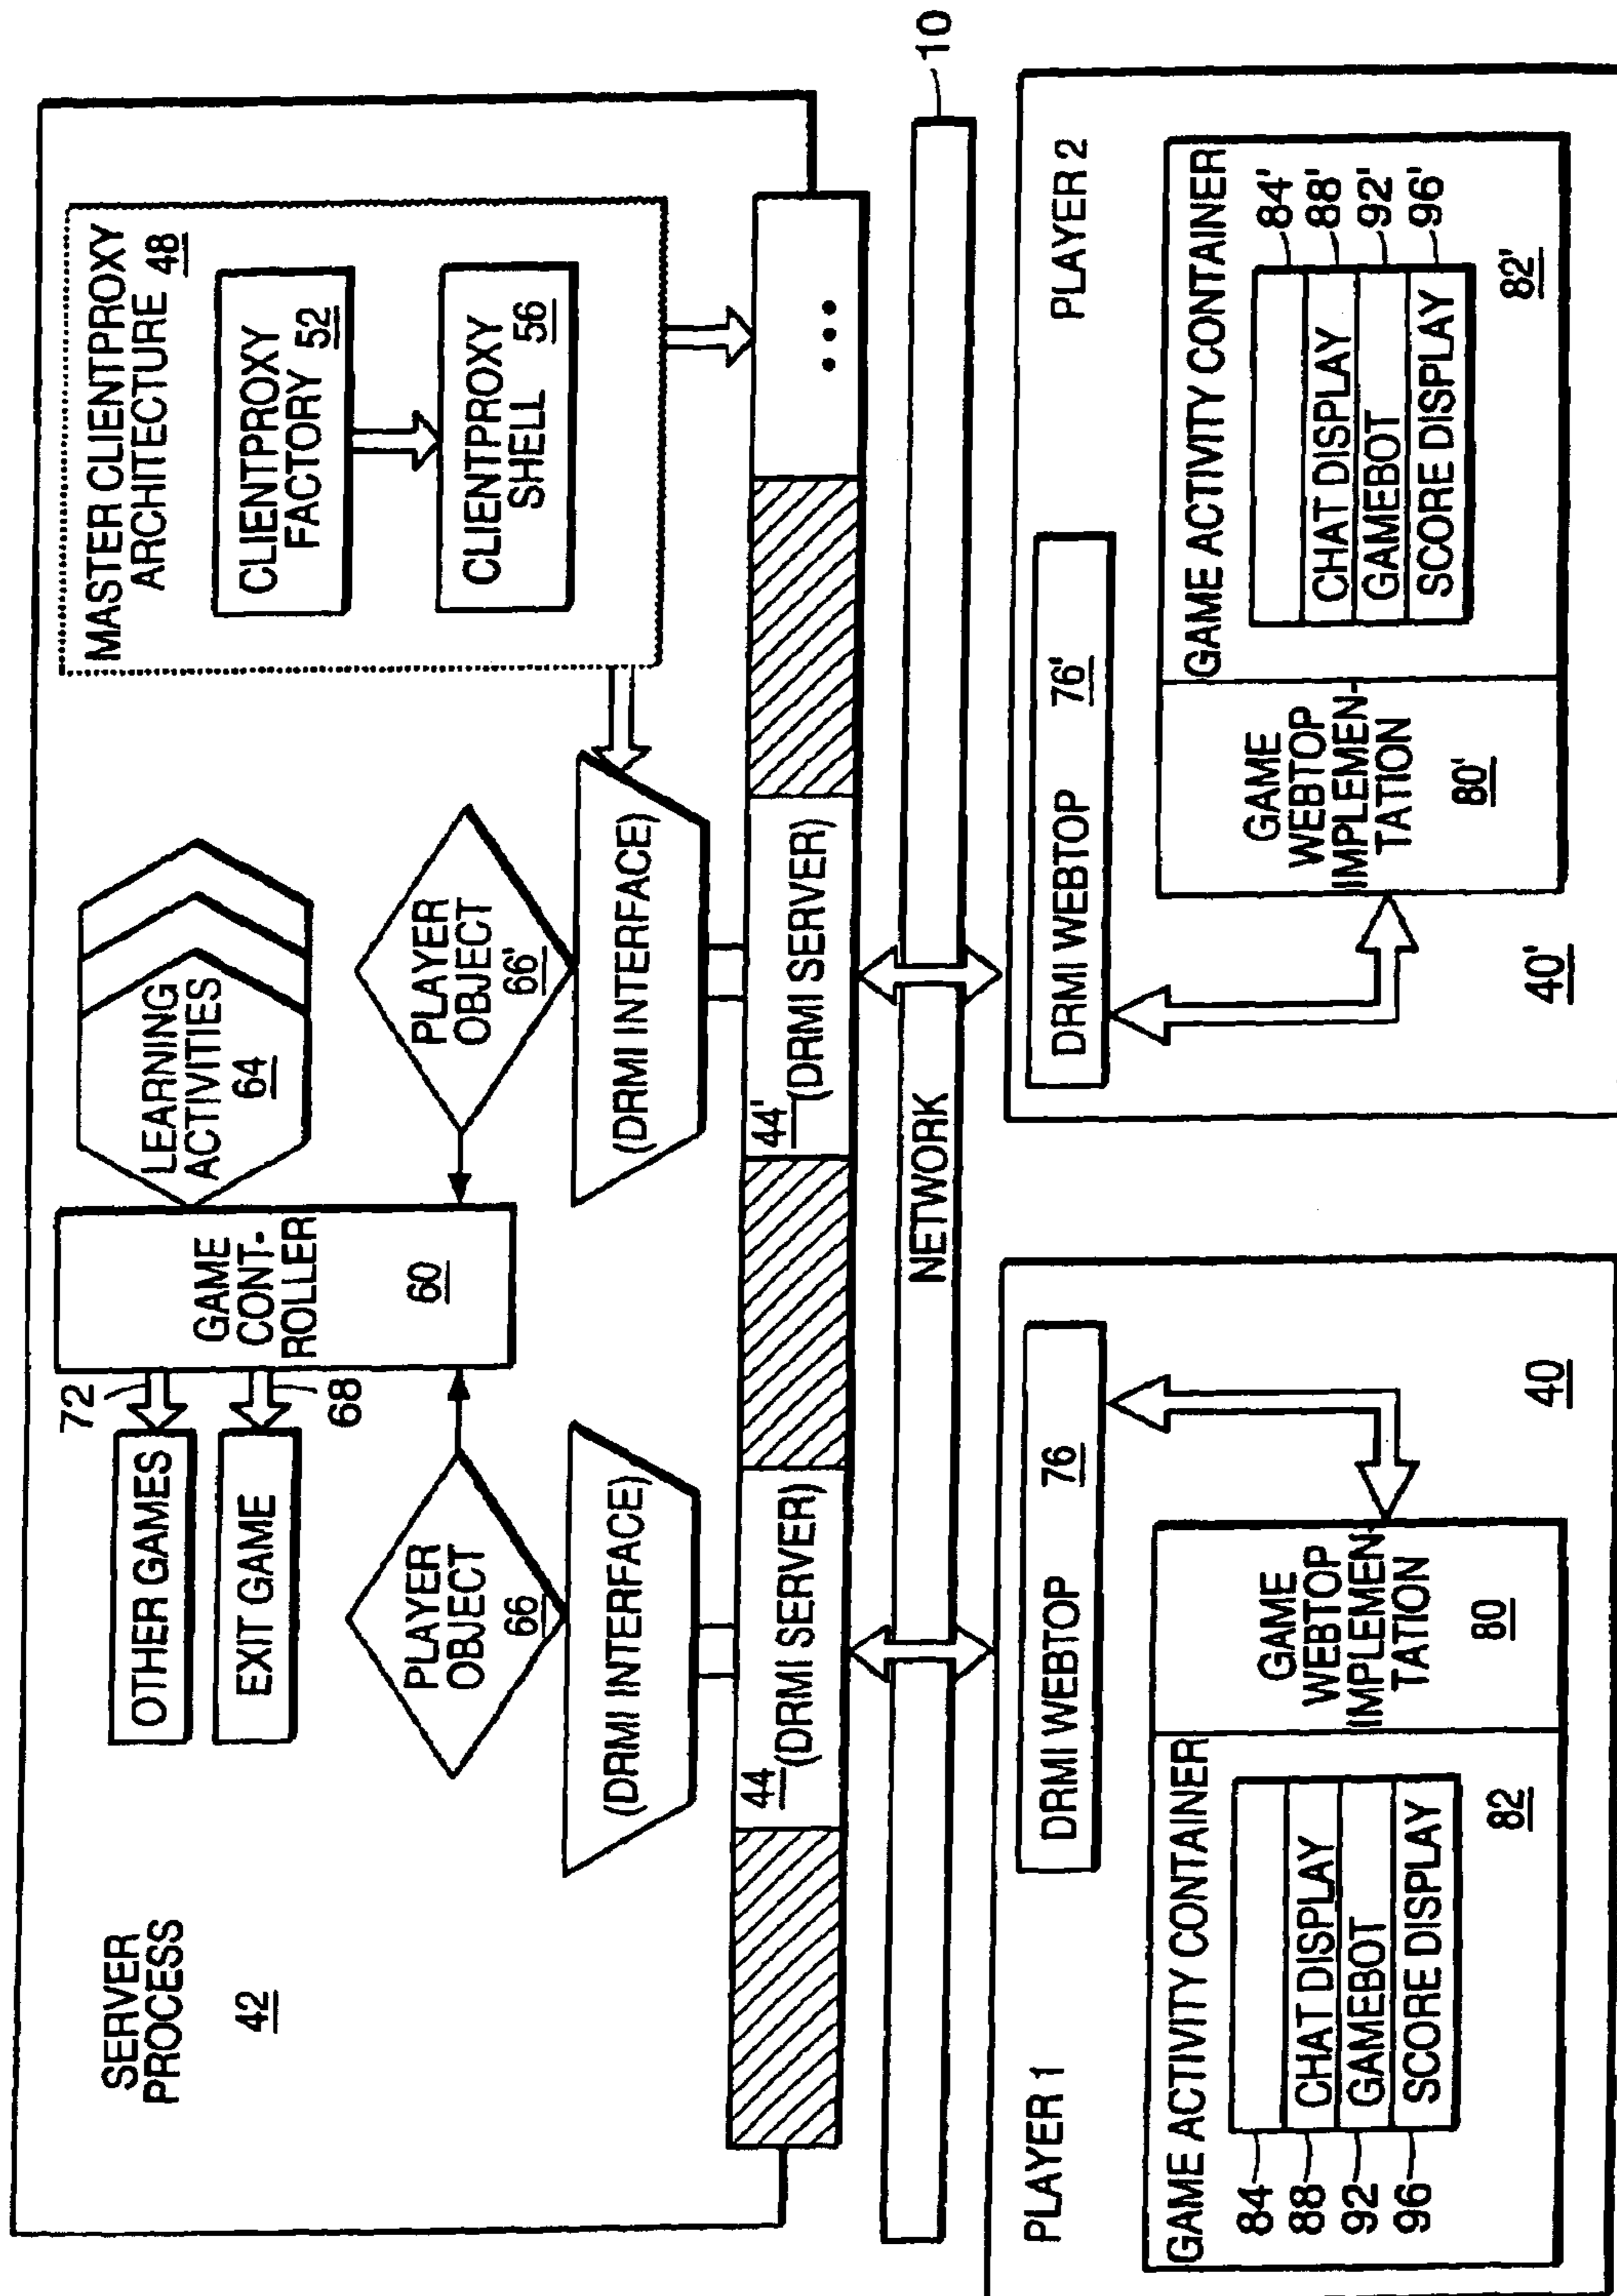 SERVER
PROCESS
42
OTHER GAMES
72
EXIT GAME
68
GAME
CONT-
ROLLER
60
LEARNING
ACTIVITIES
64
MASTER CLIENTPROXY
ARCHITECTURE 48
CLIENTPROXY
FACTORY 52
CLIENTPROXY
SHELL 56
PLAYER
OBJECT
66
PLAYER
OBJECT
66'
(DRMI INTERFACE)
(DRMI INTERFACE)
44
(DRMI SERVER)
44'
(DRMI SERVER)
...
NETWORK
10
PLAYER 1
DRMI WEBTOP 76
GAME ACTIVITY CONTAINER
84
88 CHAT DISPLAY
92 GAMEBOT
96 SCORE DISPLAY
82
GAME
WEBTOP
IMPLEMEN-
TATION
80
40
PLAYER 2
DRMI WEBTOP 76'
GAME
WEBTOP
IMPLEMEN-
TATION
80'
GAME ACTIVITY CONTAINER
84'
CHAT DISPLAY 88'
GAMEBOT 92'
SCORE DISPLAY 96'
82'
40'